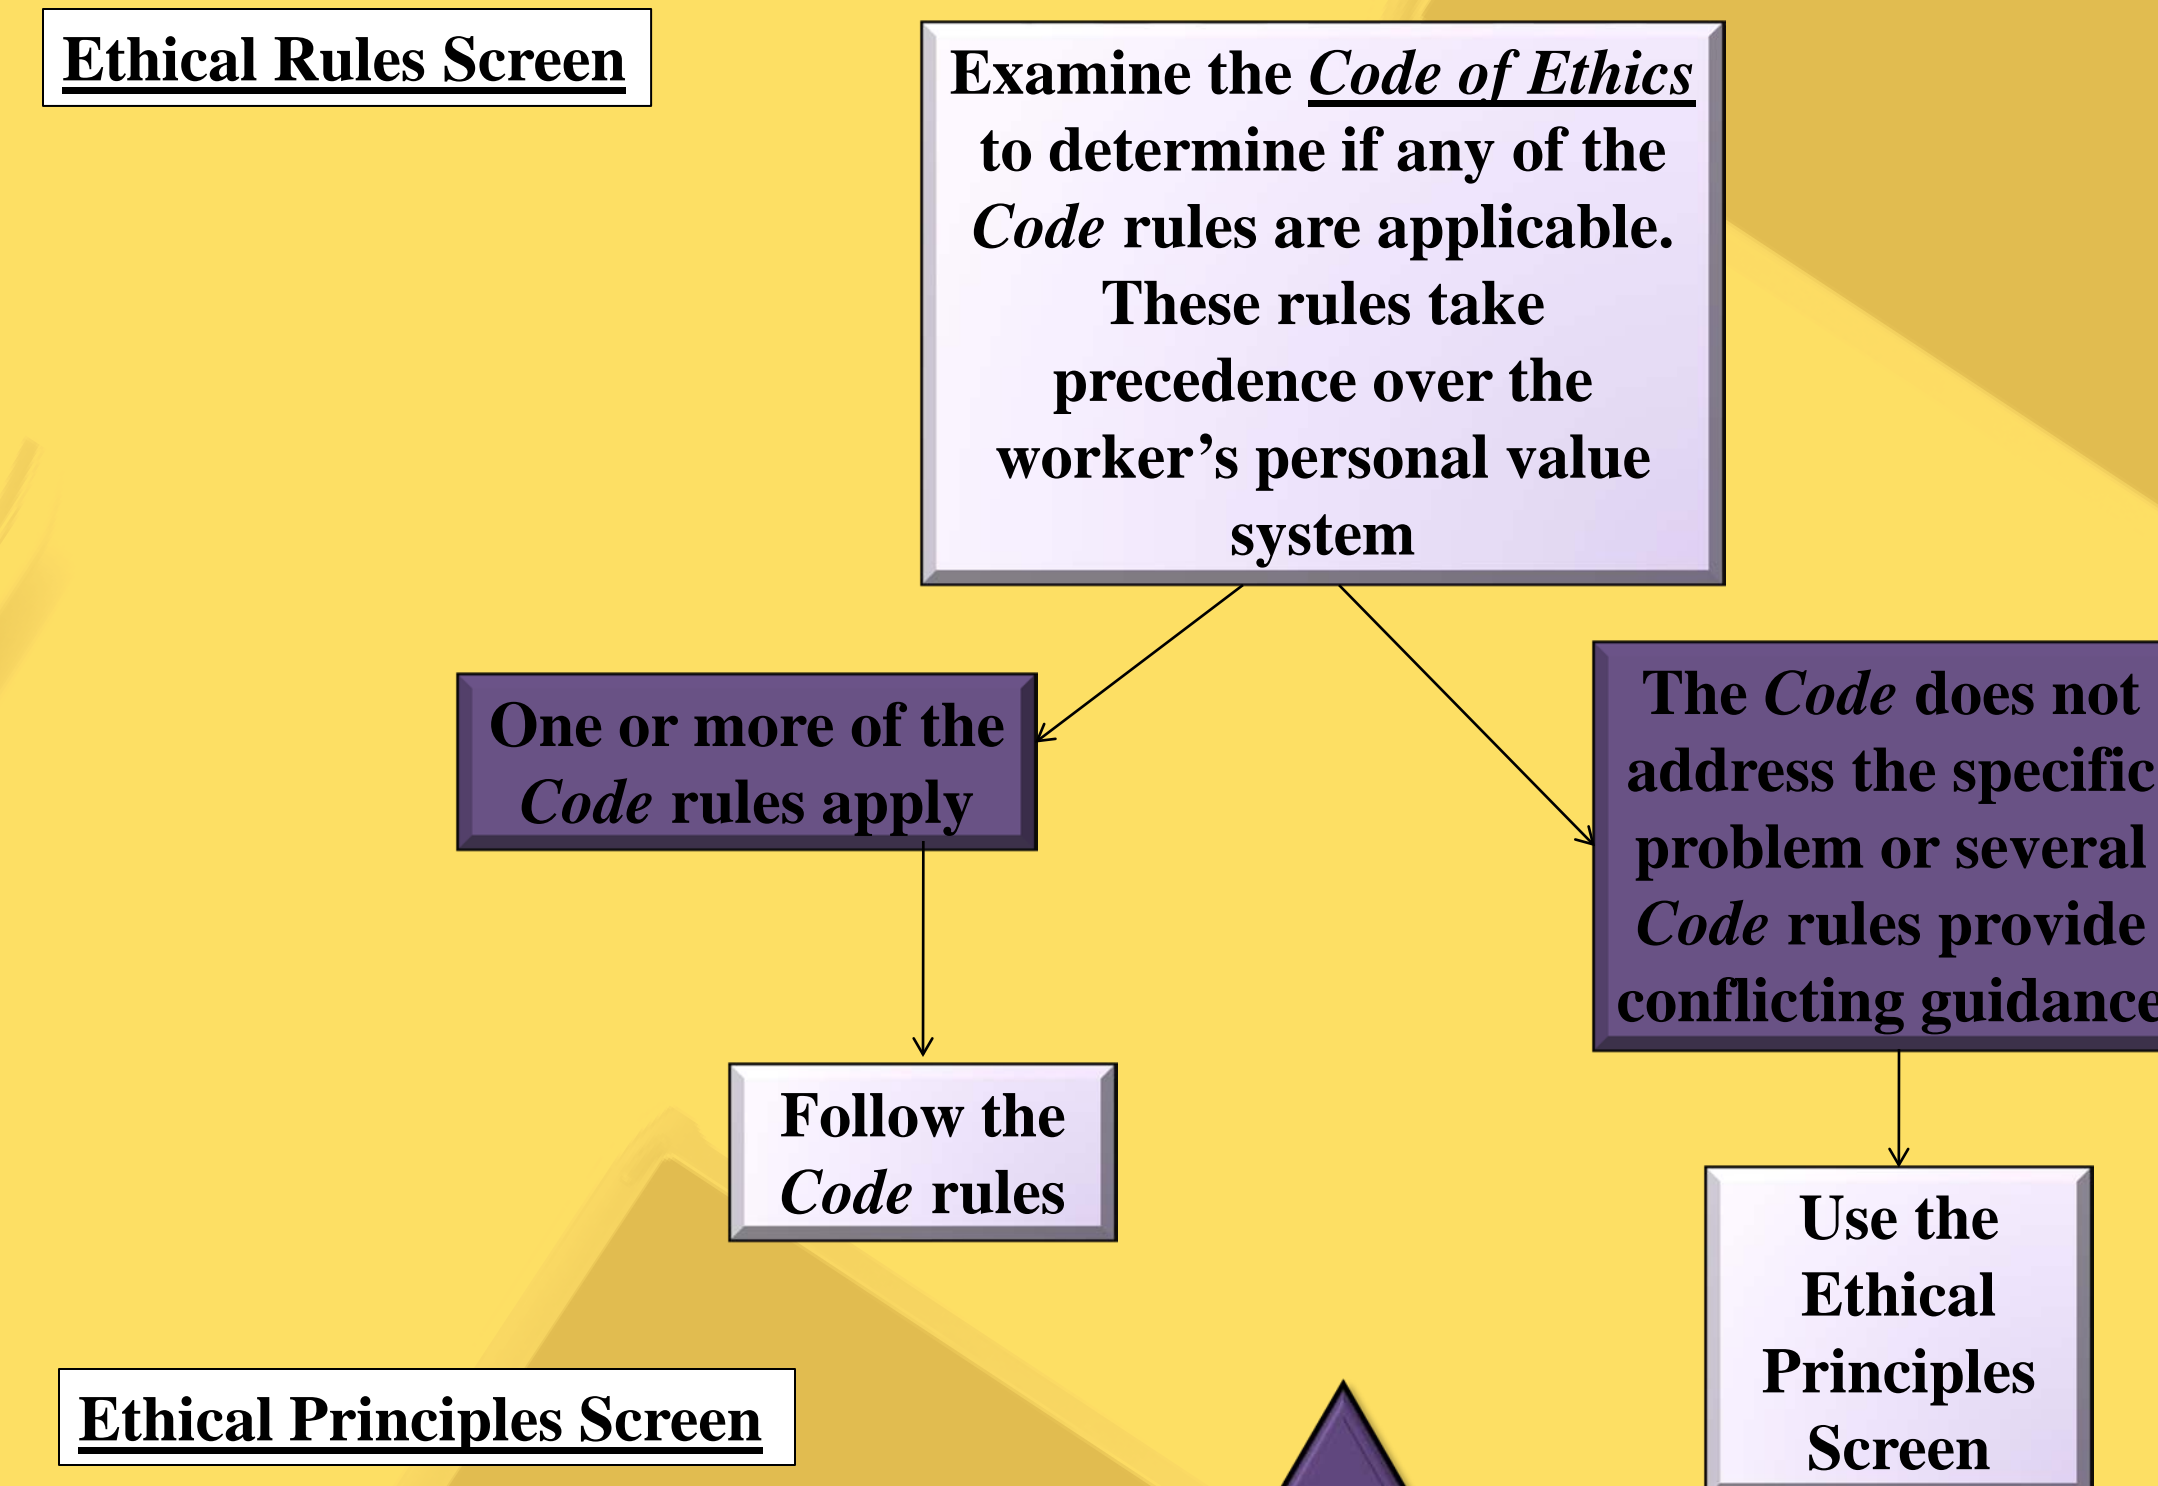 Ethical Rules Screen
Examine the Code of Ethics
to determine if any of the
Code rules are applicable.
These rules take
precedence over the
worker’s personal value
system
One or more of the
Code rules apply
The Code does not
address the specific
problem or several
Code rules provide
conflicting guidance
Follow the
Code rules
Use the
Ethical
Principles
Screen
Ethical Principles Screen